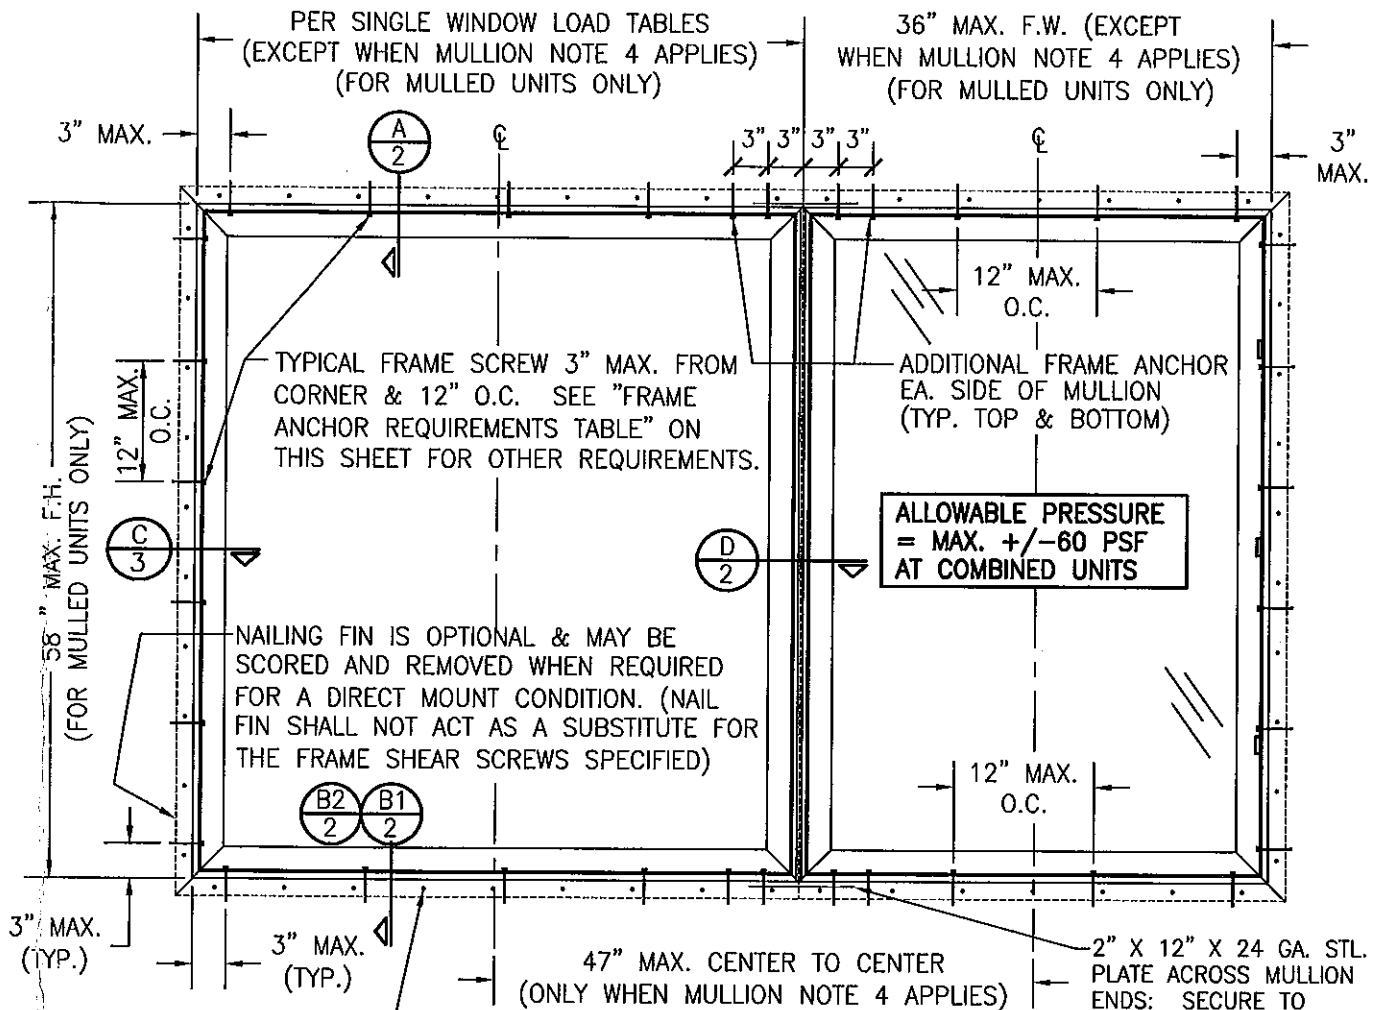 PER SINGLE WINDOW LOAD TABLES
(EXCEPT WHEN MULLION NOTE 4 APPLIES)
(FOR MULLED UNITS ONLY)
36" MAX. F.W. (EXCEPT
WHEN MULLION NOTE 4 APPLIES)
(FOR MULLED UNITS ONLY)
3" MAX.
A
2
℄
3" 3" 3" 3"
℄
3"
MAX.
12" MAX.
O.C.
TYPICAL FRAME SCREW 3" MAX. FROM
CORNER & 12" O.C. SEE "FRAME
ANCHOR REQUIREMENTS TABLE" ON
THIS SHEET FOR OTHER REQUIREMENTS.
ADDITIONAL FRAME ANCHOR
EA. SIDE OF MULLION
(TYP. TOP & BOTTOM)
12" MAX.
O.C.
58" MAX. F.H.
(FOR MULLED UNITS ONLY)
C
3
D
2
ALLOWABLE PRESSURE
= MAX. +/-60 PSF
AT COMBINED UNITS
NAILING FIN IS OPTIONAL & MAY BE
SCORED AND REMOVED WHEN REQUIRED
FOR A DIRECT MOUNT CONDITION. (NAIL
FIN SHALL NOT ACT AS A SUBSTITUTE FOR
THE FRAME SHEAR SCREWS SPECIFIED)
B2
2
B1
2
12" MAX.
O.C.
3" MAX.
(TYP.)
3" MAX.
(TYP.)
47" MAX. CENTER TO CENTER
(ONLY WHEN MULLION NOTE 4 APPLIES)
2" X 12" X 24 GA. STL.
PLATE ACROSS MULLION
ENDS: SECURE TO